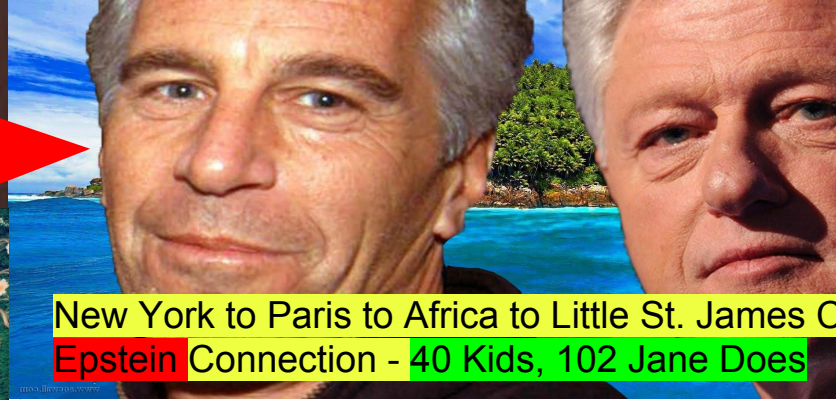 New York to Paris to Africa to Little St. James
Epstein Connection - 40 Kids, 102 Jane Does